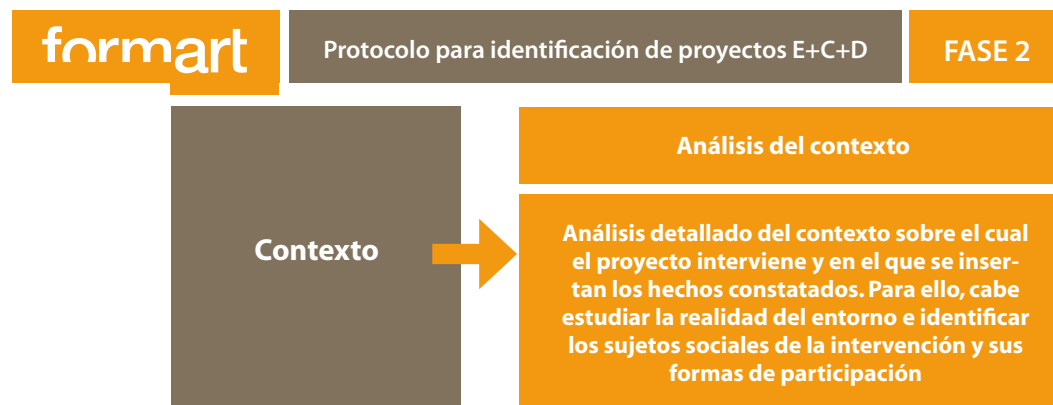 formart
Protocolo para identificación de proyectos E+C+D
FASE 2
Contexto
Análisis del contexto
Análisis detallado del contexto sobre el cual
el proyecto interviene y en el que se inser-
tan los hechos constatados. Para ello, cabe
estudiar la realidad del entorno e identificar
los sujetos sociales de la intervención y sus
formas de participación